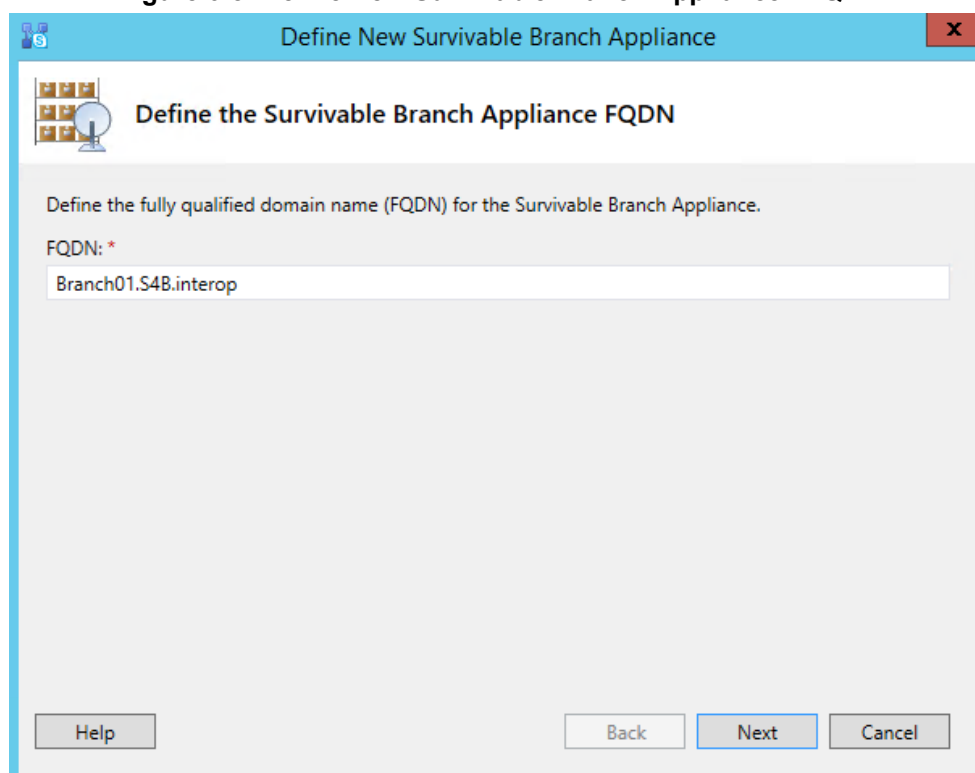 Define New Survivable Branch Appliance
x
Define the Survivable Branch Appliance FQDN
Define the fully qualified domain name (FQDN) for the Survivable Branch Appliance.
FQDN: *
Branch01.S4B.interop
Help
Back
Next
Cancel